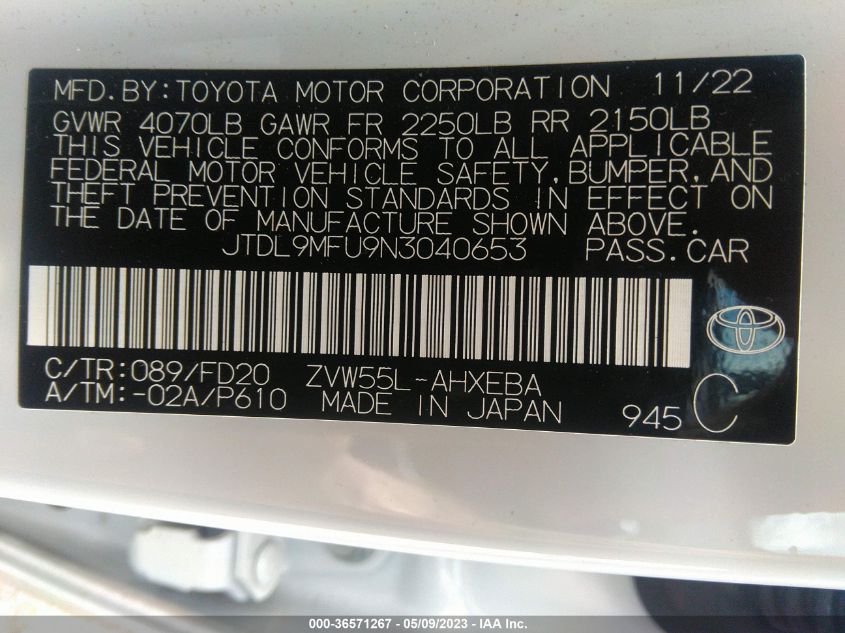 MFD.BY:TOYOTA MOTOR CORPORATION 11/22
GVWR 4070LB GAWR FR 2250LB RR 2150LB
THIS VEHICLE CONFORMS TO ALL APPLICABLE
FEDERAL MOTOR VEHICLE SAFETY, BUMPER, AND
THEFT PREVENTION STANDARDS IN EFFECT ON
THE DATE OF MANUFACTURE SHOWN ABOVE.
JTDL9MFU9N3040653 PASS.CAR
C/TR:089/FD20 ZVW55L-AHXEBA
A/TM:-02A/P610 MADE IN JAPAN 945 C
000-36571267 - 05/09/2023 - IAA Inc.